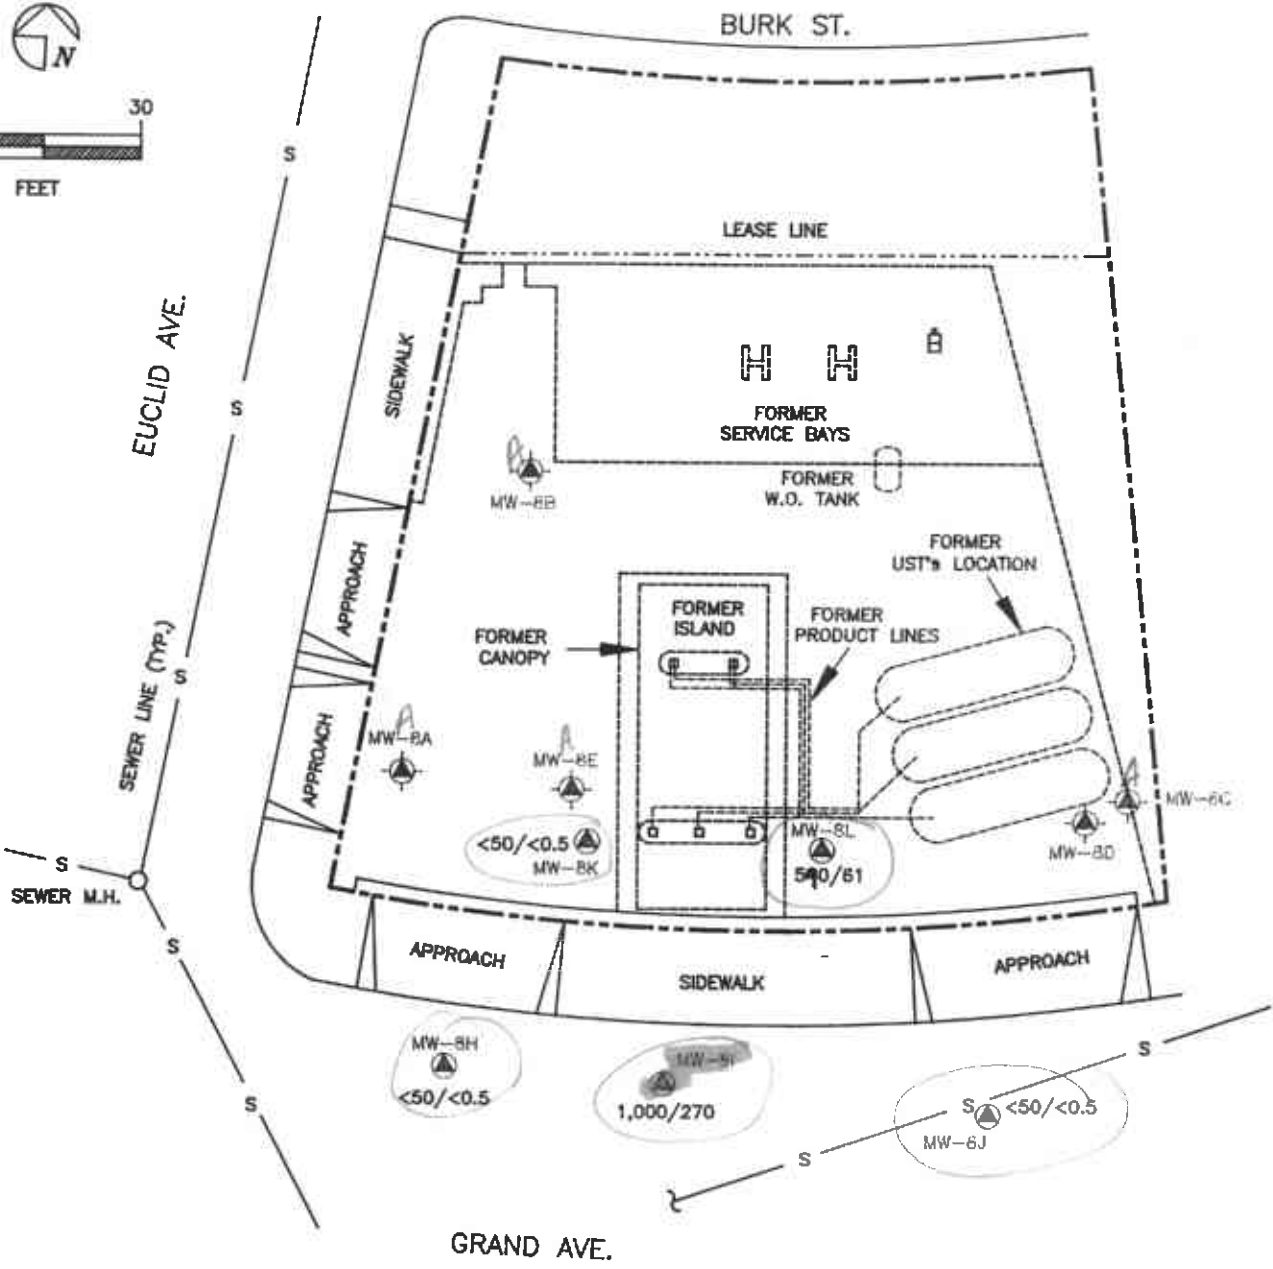 BURK ST.
N
30
FEET
S
LEASE LINE
EUCLID AVE.
SIDEWALK
S
FORMER
SERVICE BAYS
FORMER
W.O. TANK
MW-8B
APPROACH
FORMER
UST's LOCATION
FORMER
ISLAND
FORMER
PRODUCT LINES
FORMER
CANOPY
SEWER LINE (TYP.)
S
APPROACH
A
MW-8A
A
MW-8E
A
MW-8C
MW-8L
MW-8D
<50/<0.5
MW-8K
S
SEWER M.H.
S
APPROACH
SIDEWALK
APPROACH
MW-8H
<50/<0.5
MW-8I
1,000/270
S
S
S <50/<0.5
MW-8J
S
GRAND AVE.